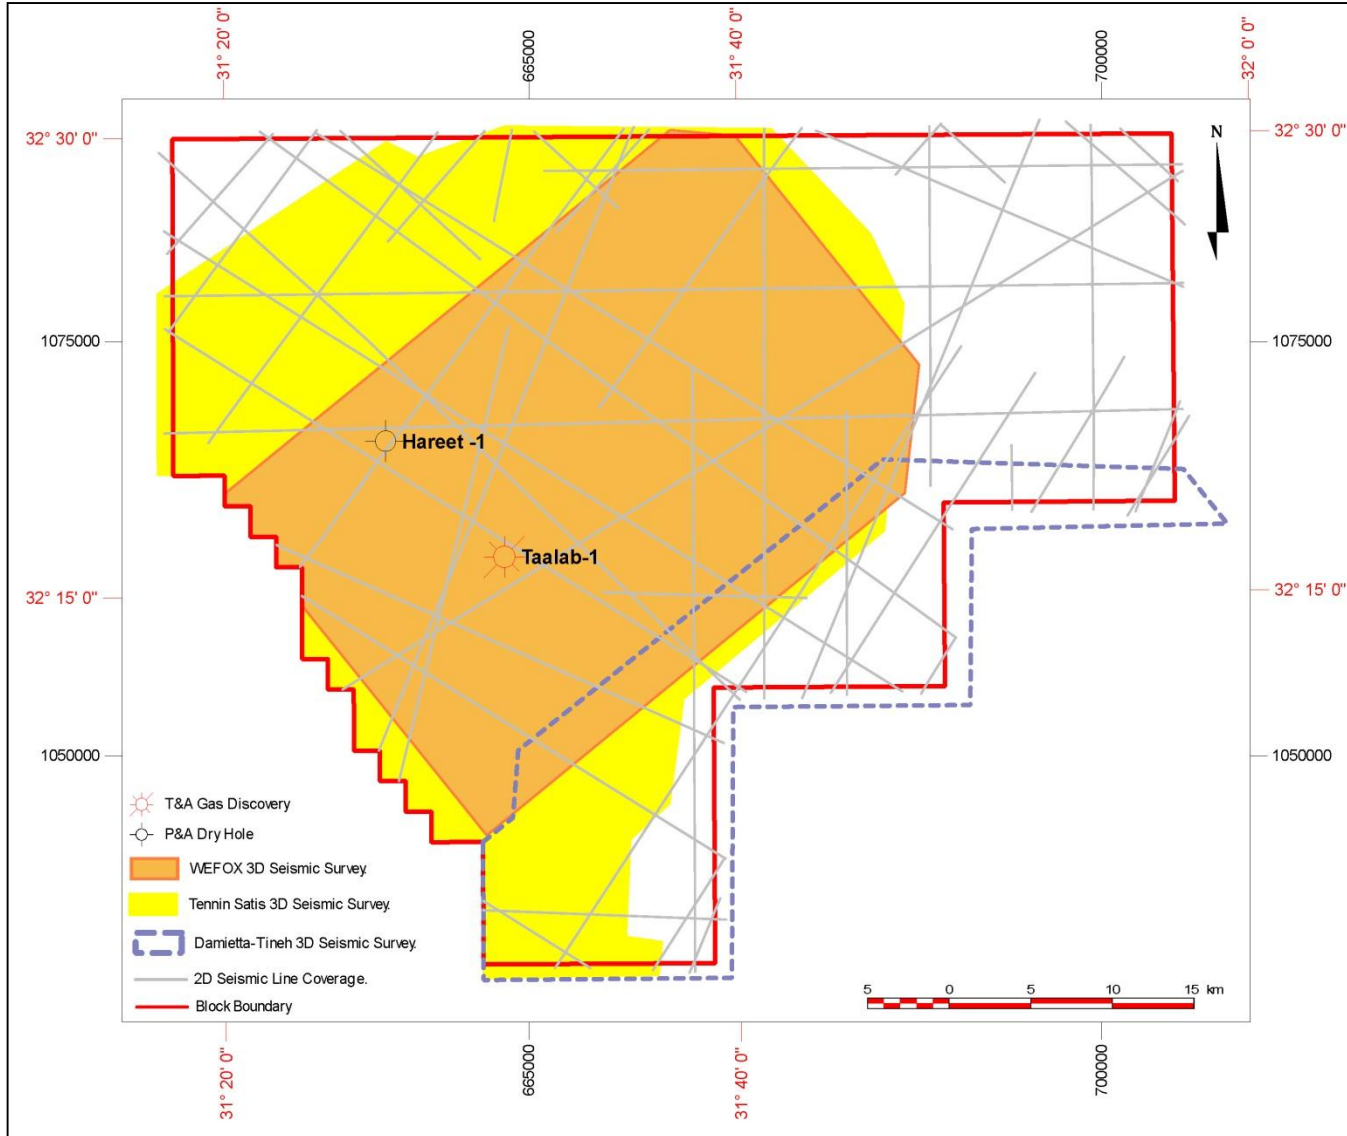 31° 20' 0"
665000
31° 40' 0"
700000
32° 0' 0"
32° 30' 0"
32° 30' 0"
N
1075000
1075000
Hareet -1
Taalab-1
32° 15' 0"
32° 15' 0"
1050000
1050000
T&A Gas Discovery
P&A Dry Hole
WEFOX 3D Seismic Survey.
Tennin Satis 3D Seismic Survey.
Damietta-Tineh 3D Seismic Survey.
2D Seismic Line Coverage.
Block Boundary
5 0 5 10 15 km
31° 20' 0"
665000
31° 40' 0"
700000